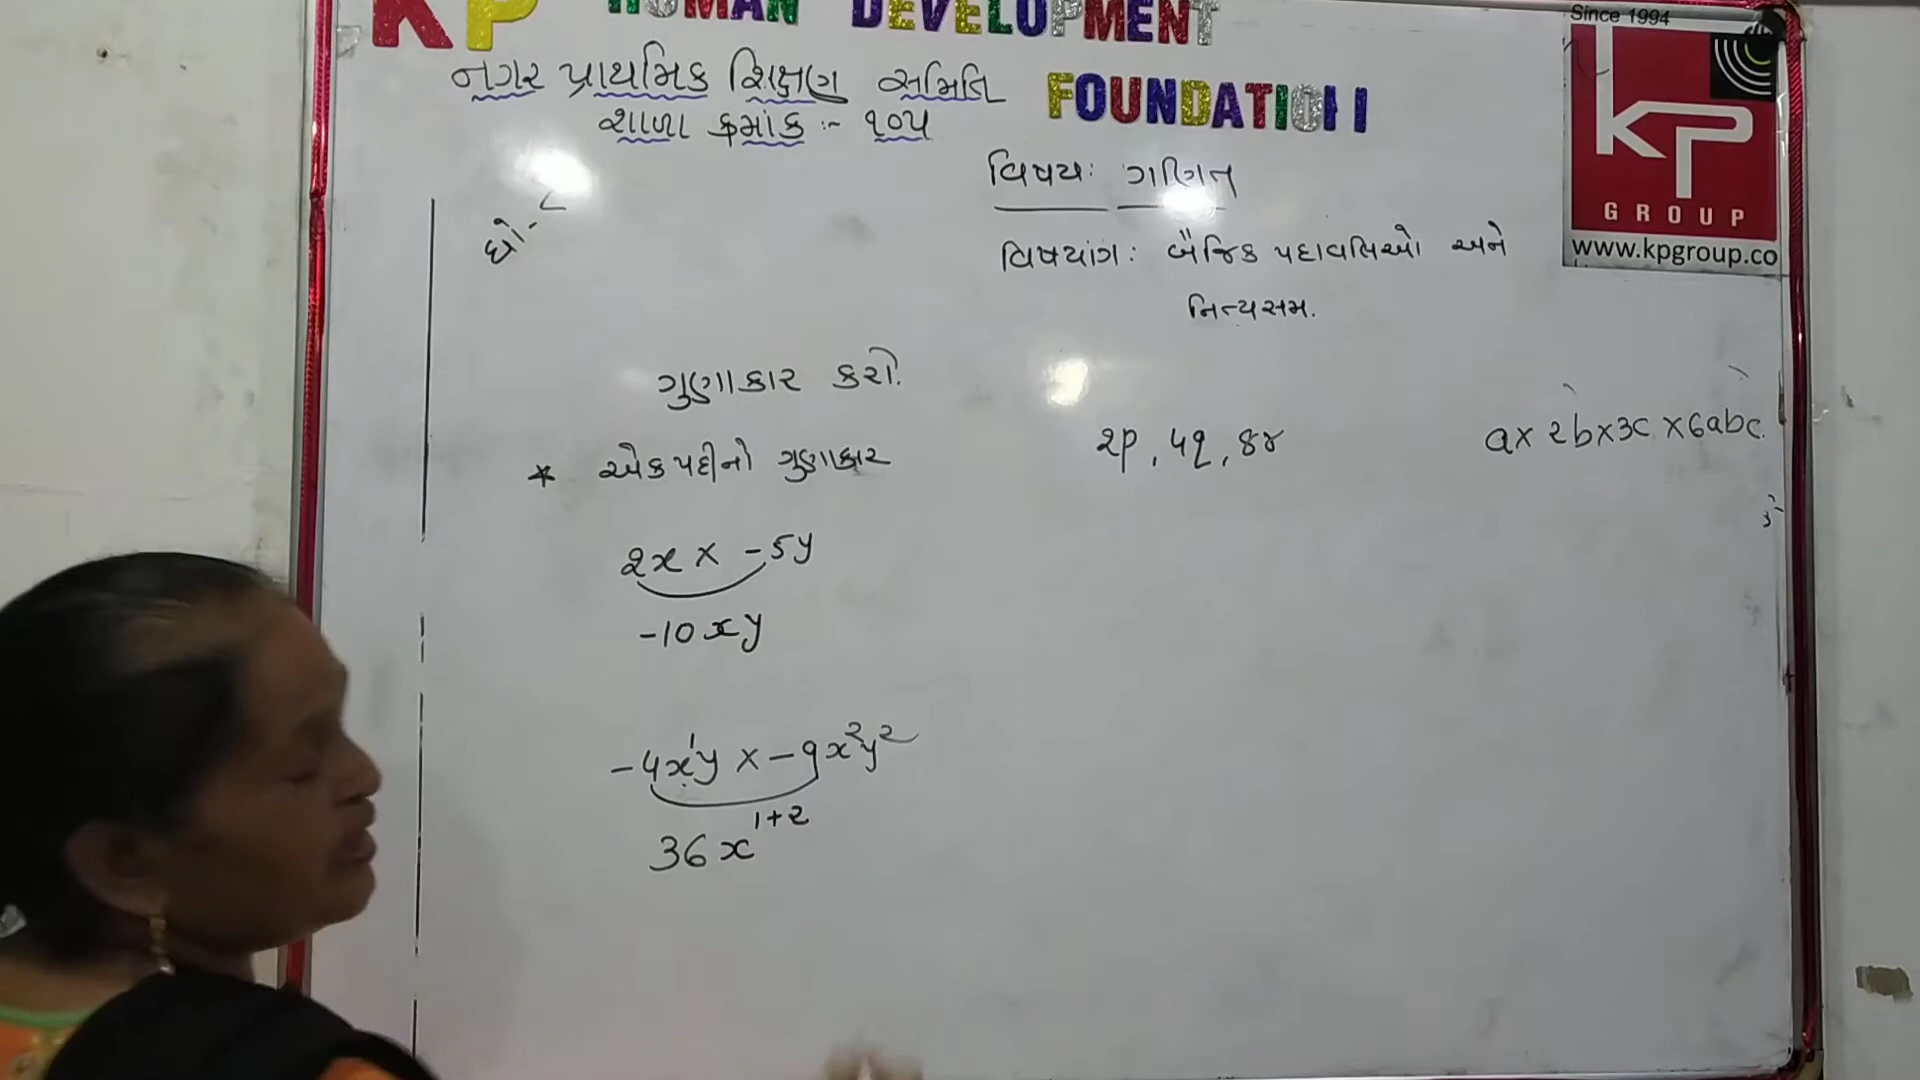 KP HUMAN DEVELOPMENT
FOUNDATION
Since 1994
KP
GROUP
www.kpgroup.co
નગર પ્રાથમિક શિક્ષણ સમિતિ
શાળા ક્રમાંક :- ૧૦૫
ધો-૮
વિષય: ગણિત
વિષયાંગ: બૈજિક પદાવલિઓ અને
નિત્યસમ.
ગુણાકાર કરો.
* એકપદીનો ગુણાકાર
2x × -5y
-10xy
-4x¹y × -9x²y²
36x¹⁺²
2p, 4q, 8r
a×2b×3c×6abc.